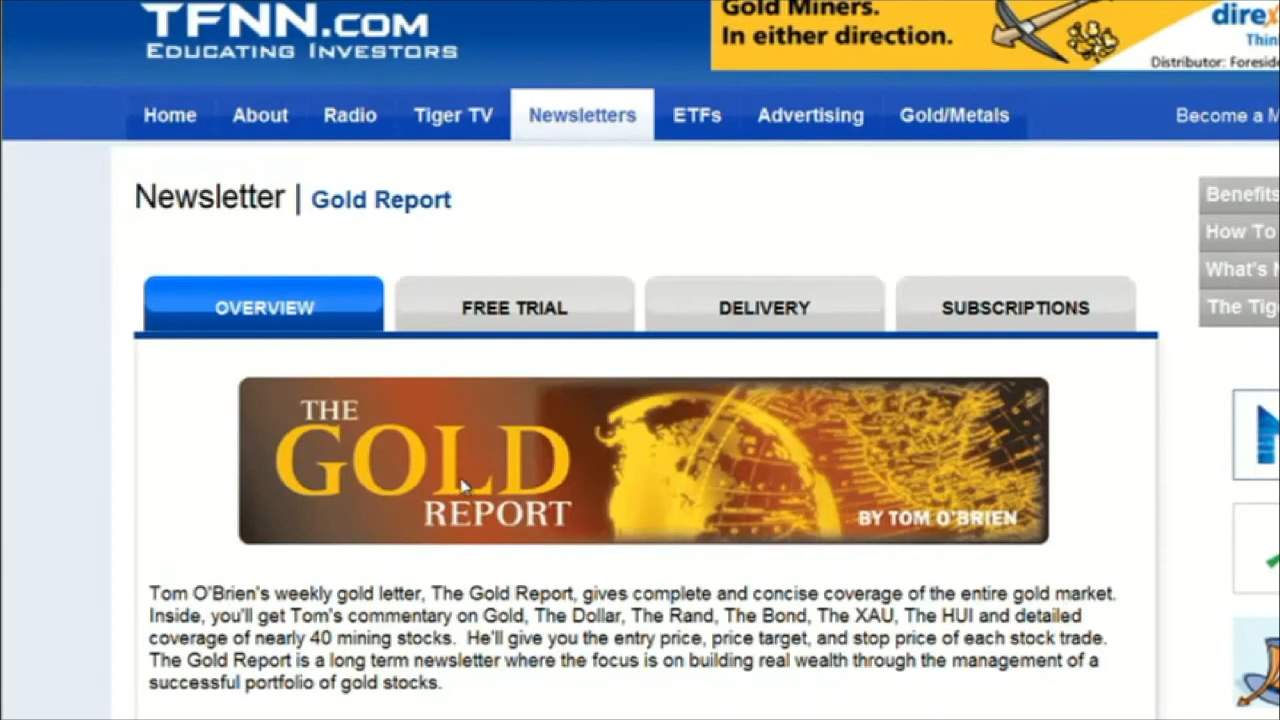 TFNN.COM
EDUCATING INVESTORS
Gold Miners.
In either direction.
Distributor:
Home
About
Radio
Tiger TV
Newsletters
ETFs
Advertising
Gold/Metals
Become a
Newsletter | Gold Report
Benefits
How To
What's
The
OVERVIEW
FREE TRIAL
DELIVERY
SUBSCRIPTIONS
THE
GOLD
REPORT
BY TOM O'BRIEN
Tom O'Brien's weekly gold letter, The Gold Report, gives complete and concise coverage of the entire gold market.
Inside, you'll get Tom's commentary on Gold, The Dollar, The Rand, The Bond, The XAU, The HUI and detailed
coverage of nearly 40 mining stocks. He'll give you the entry price, price target, and stop price of each stock trade.
The Gold Report is a long term newsletter where the focus is on building real wealth through the management of a
successful portfolio of gold stocks.